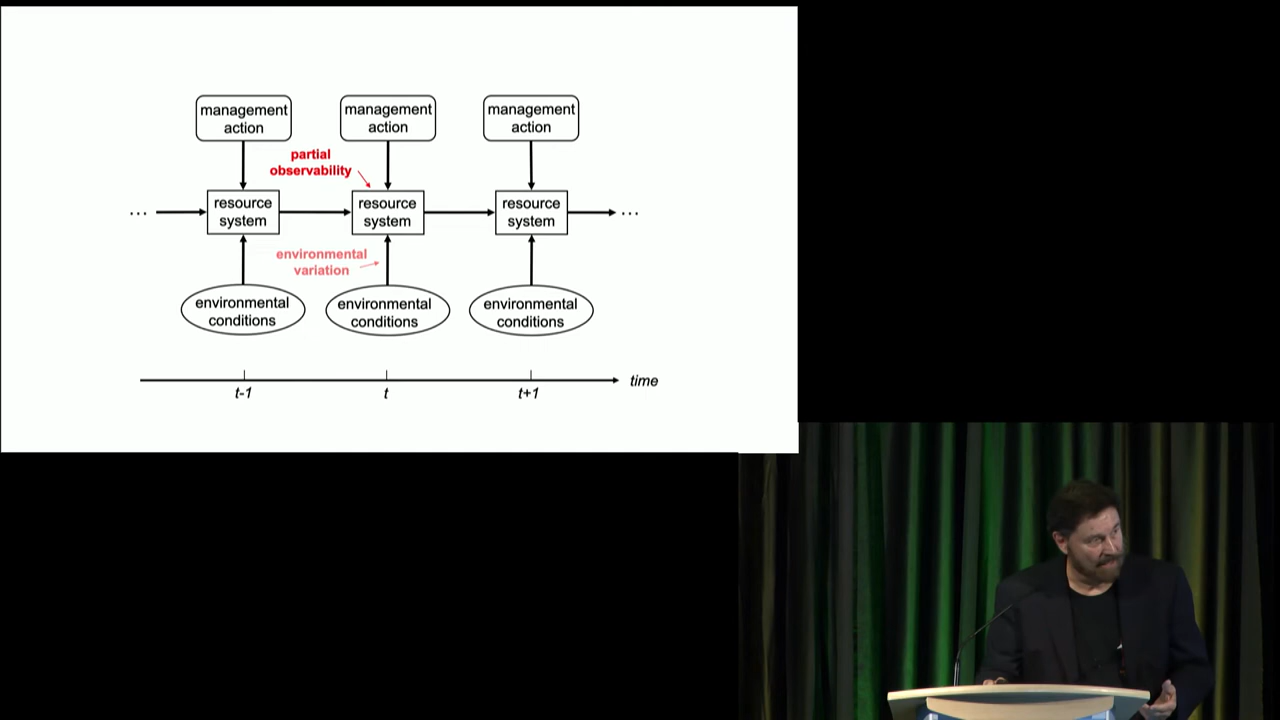 management
action
management
action
management
action
partial
observability
...
resource
system
resource
system
resource
system
...
environmental
variation
environmental
conditions
environmental
conditions
environmental
conditions
time
t-1
t
t+1